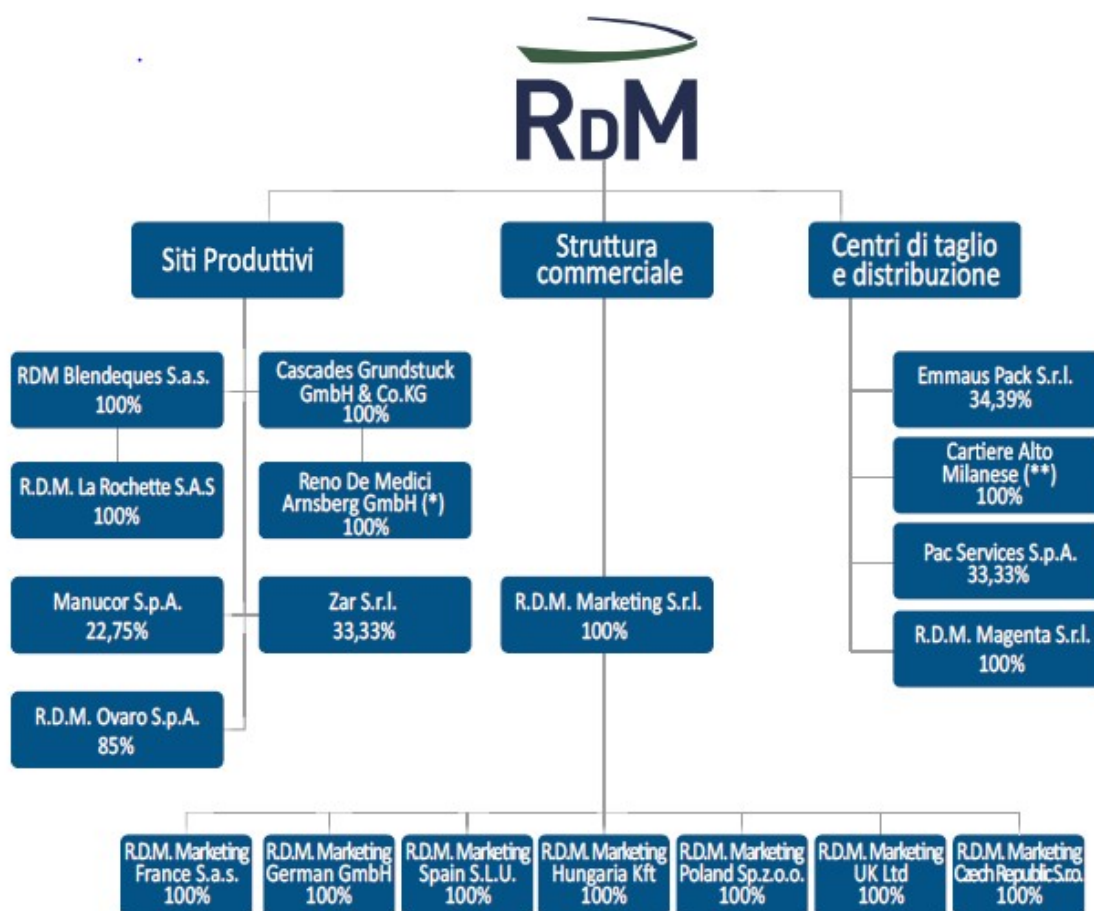 RDM
Siti Produttivi
Struttura
commerciale
Centri di taglio
e distribuzione
RDM Blendeques S.a.s.
100%
Cascades Grundstuck
GmbH & Co.KG
100%
Emmaus Pack S.r.l.
34,39%
R.D.M. La Rochette S.A.S
100%
Reno De Medici
Arnsberg GmbH (*)
100%
Cartiere Alto
Milanese (**)
100%
Pac Services S.p.A.
33,33%
Manucor S.p.A.
22,75%
Zar S.r.l.
33,33%
R.D.M. Marketing S.r.l.
100%
R.D.M. Magenta S.r.l.
100%
R.D.M. Ovaro S.p.A.
85%
R.D.M. Marketing
France S.a.s.
100%
R.D.M. Marketing
German GmbH
100%
R.D.M. Marketing
Spain S.L.U.
100%
R.D.M. Marketing
Hungaria Kft
100%
R.D.M. Marketing
Poland Sp.z.o.o.
100%
R.D.M. Marketing
UK Ltd
100%
R.D.M. Marketing
Czech Republic S.r.o.
100%